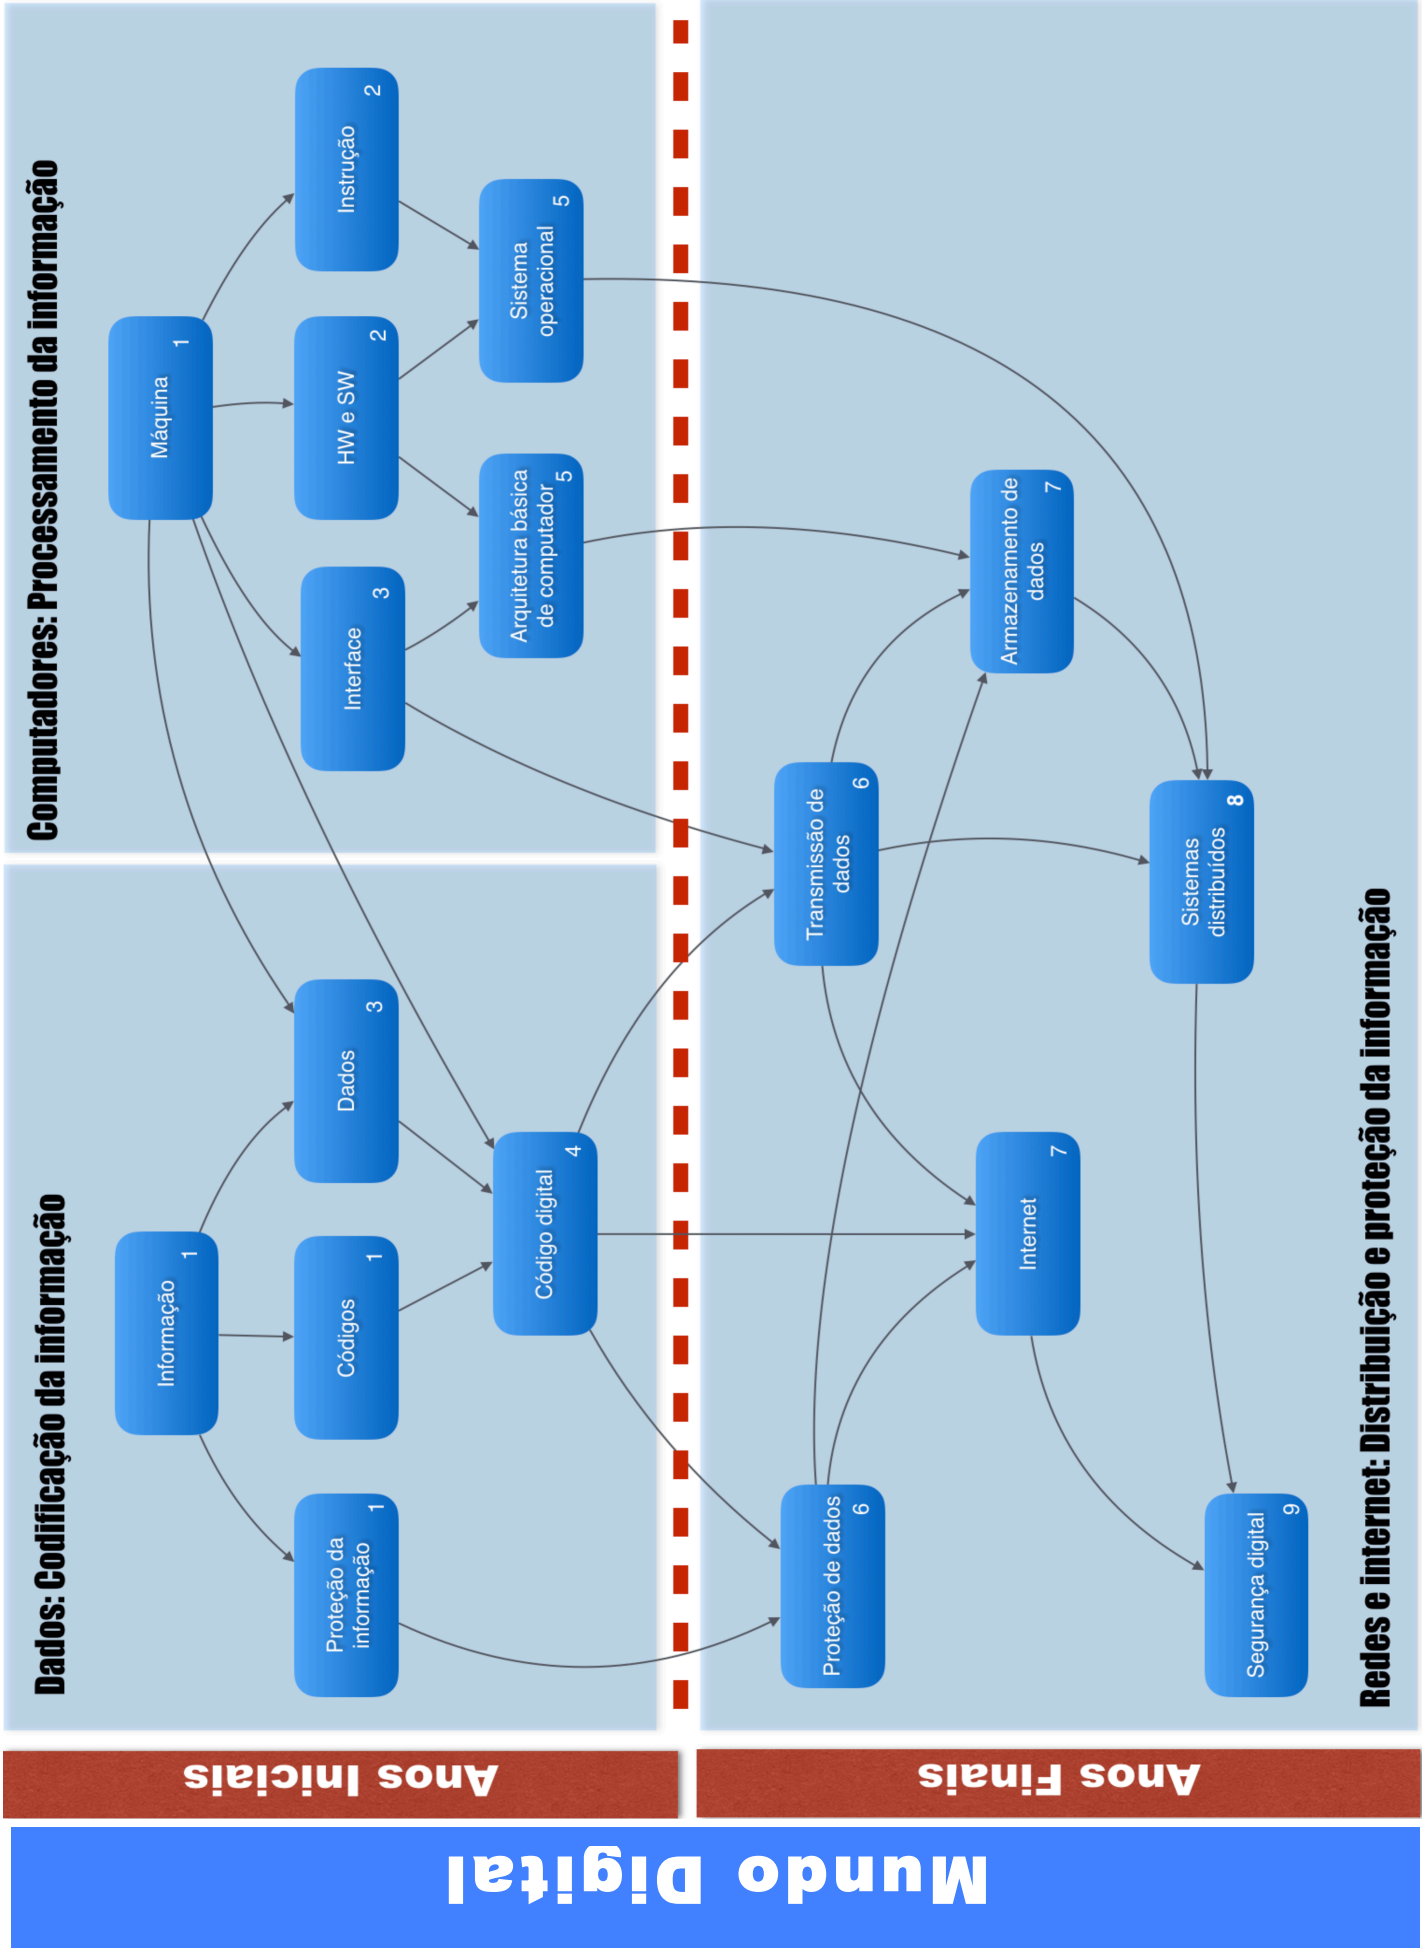 Mundo Digital
Anos Iniciais
Dados: Codificação da informação
Informação
1
Proteção da
informação
1
Códigos
1
Dados
3
Código digital
4
Computadores: Processamento da informação
Máquina
1
Interface
3
HW e SW
2
Instrução
2
Arquitetura básica
de computador
5
Sistema
operacional
5
Anos Finais
Proteção de dados
6
Transmissão de
dados
6
Internet
7
Armazenamento de
dados
7
Sistemas
distribuídos
8
Segurança digital
9
Redes e internet: Distribuição e proteção da informação